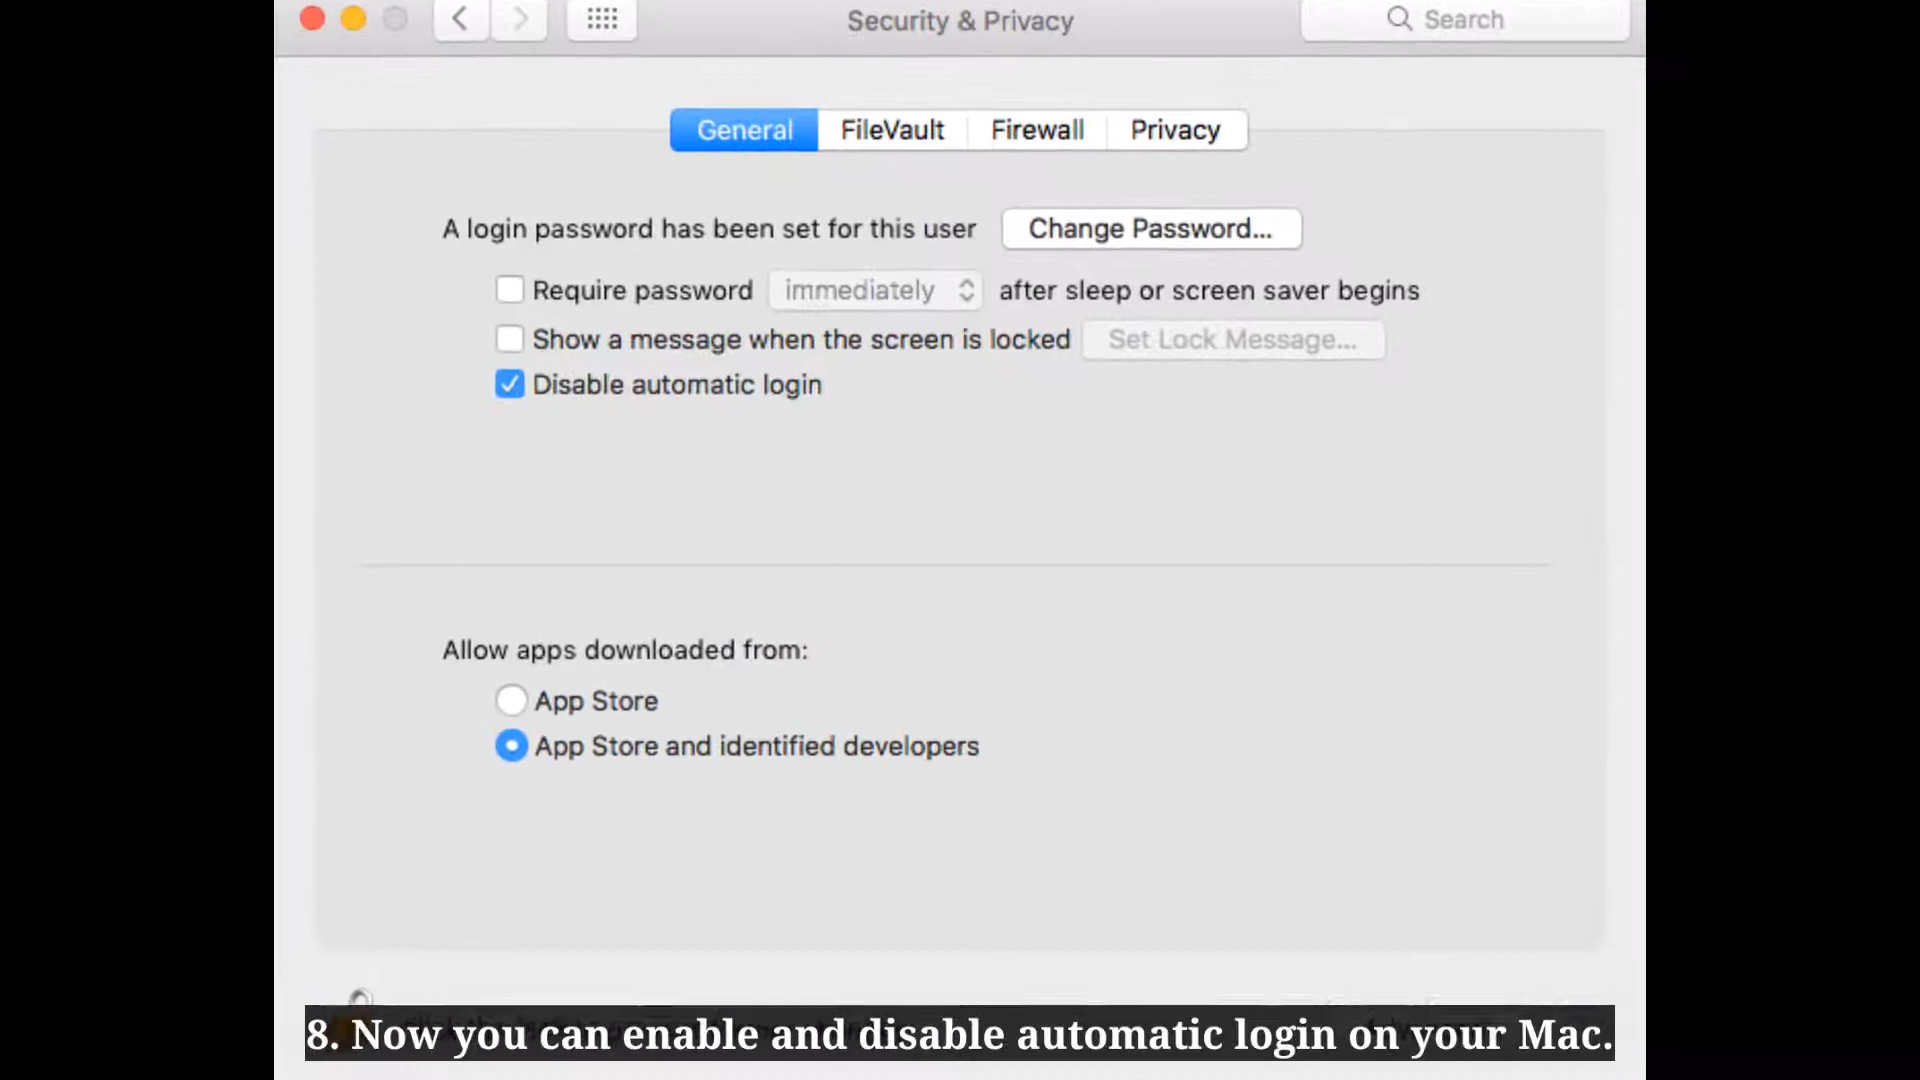 Security & Privacy
Search
General FileVault Firewall Privacy
A login password has been set for this user Change Password...
Require password immediately after sleep or screen saver begins
Show a message when the screen is locked Set Lock Message...
Disable automatic login
Allow apps downloaded from:
App Store
App Store and identified developers
8. Now you can enable and disable automatic login on your Mac.